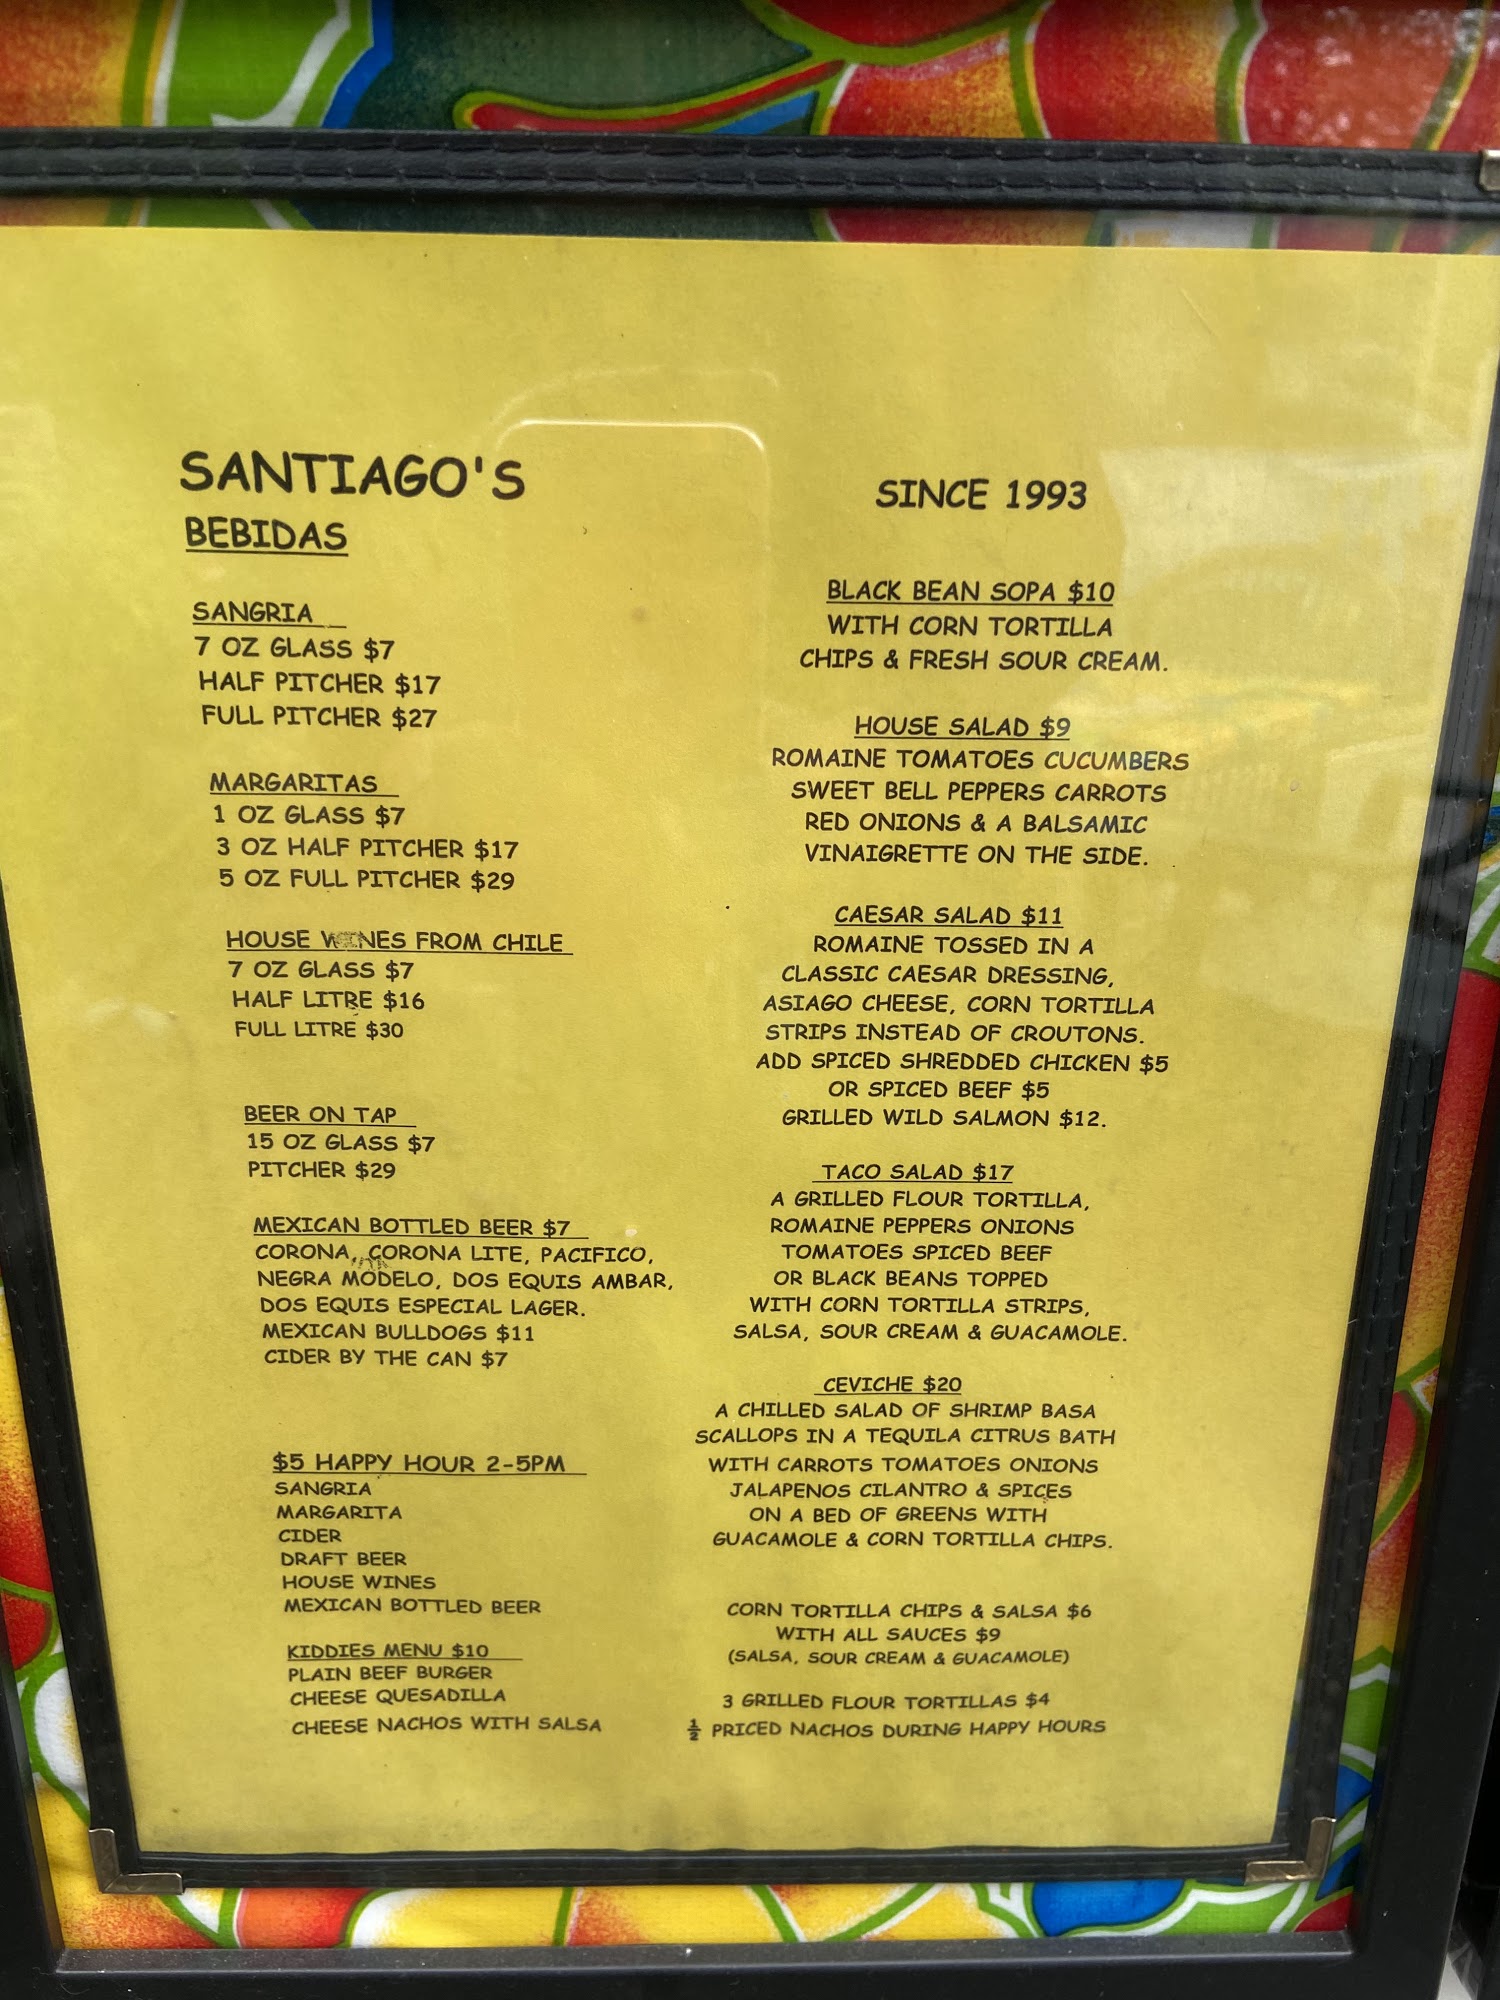 SANTIAGO'S
BEBIDAS
SANGRIA
7 OZ GLASS $7
HALF PITCHER $17
FULL PITCHER $27
MARGARITAS
1 OZ GLASS $7
3 OZ HALF PITCHER $17
5 OZ FULL PITCHER $29
HOUSE WINES FROM CHILE
7 OZ GLASS $7
HALF LITRE $16
FULL LITRE $30
BEER ON TAP
15 OZ GLASS $7
PITCHER $29
MEXICAN BOTTLED BEER $7
CORONA, CORONA LITE, PACIFICO,
NEGRA MODELO, DOS EQUIS AMBAR,
DOS EQUIS ESPECIAL LAGER.
MEXICAN BULLDOGS $11
CIDER BY THE CAN $7
$5 HAPPY HOUR 2-5PM
SANGRIA
MARGARITA
CIDER
DRAFT BEER
HOUSE WINES
MEXICAN BOTTLED BEER
KIDDIES MENU $10
PLAIN BEEF BURGER
CHEESE QUESADILLA
CHEESE NACHOS WITH SALSA
SINCE 1993
BLACK BEAN SOPA $10
WITH CORN TORTILLA
CHIPS & FRESH SOUR CREAM.
HOUSE SALAD $9
ROMAINE TOMATOES CUCUMBERS
SWEET BELL PEPPERS CARROTS
RED ONIONS & A BALSAMIC
VINAIGRETTE ON THE SIDE.
CAESAR SALAD $11
ROMAINE TOSSED IN A
CLASSIC CAESAR DRESSING,
ASIAGO CHEESE, CORN TORTILLA
STRIPS INSTEAD OF CROUTONS.
ADD SPICED SHREDDED CHICKEN $5
OR SPICED BEEF $5
GRILLED WILD SALMON $12.
TACO SALAD $17
A GRILLED FLOUR TORTILLA,
ROMAINE PEPPERS ONIONS
TOMATOES SPICED BEEF
OR BLACK BEANS TOPPED
WITH CORN TORTILLA STRIPS,
SALSA, SOUR CREAM & GUACAMOLE.
CEVICHE $20
A CHILLED SALAD OF SHRIMP BASA
SCALLOPS IN A TEQUILA CITRUS BATH
WITH CARROTS TOMATOES ONIONS
JALAPENOS CILANTRO & SPICES
ON A BED OF GREENS WITH
GUACAMOLE & CORN TORTILLA CHIPS.
CORN TORTILLA CHIPS & SALSA $6
WITH ALL SAUCES $9
(SALSA, SOUR CREAM & GUACAMOLE)
3 GRILLED FLOUR TORTILLAS $4
½ PRICED NACHOS DURING HAPPY HOURS